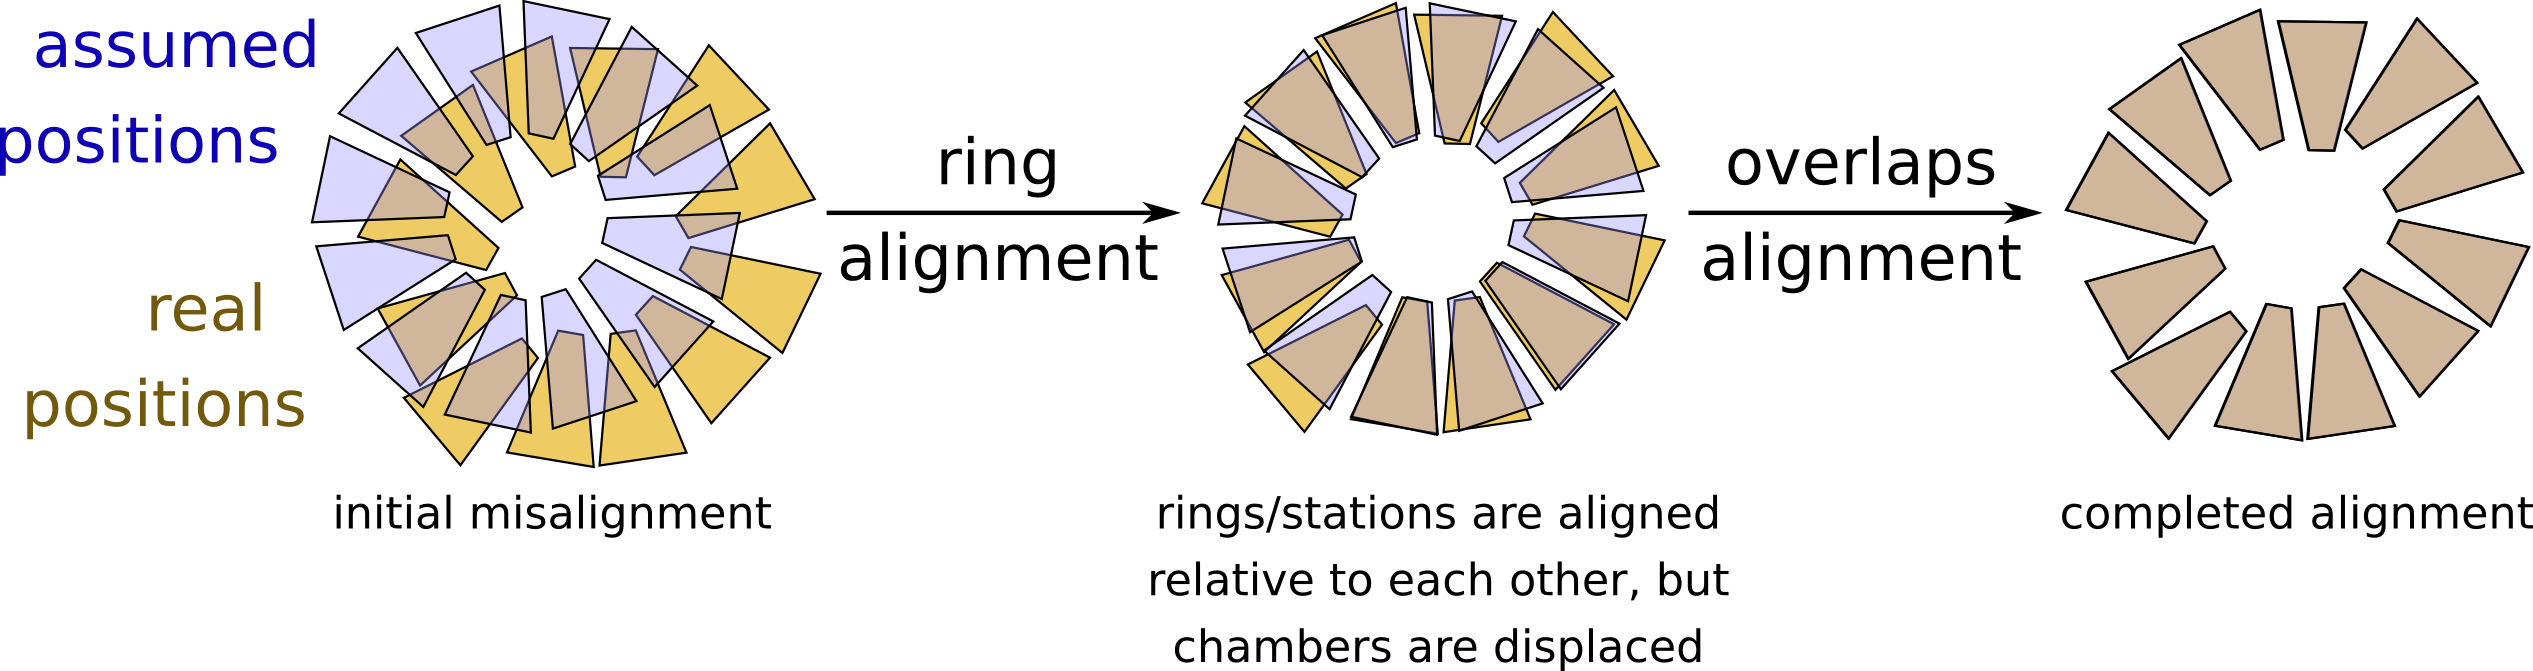 assumed
positions
real
positions
ring
alignment
overlaps
alignment
initial misalignment
rings/stations are aligned
relative to each other, but
chambers are displaced
completed alignment